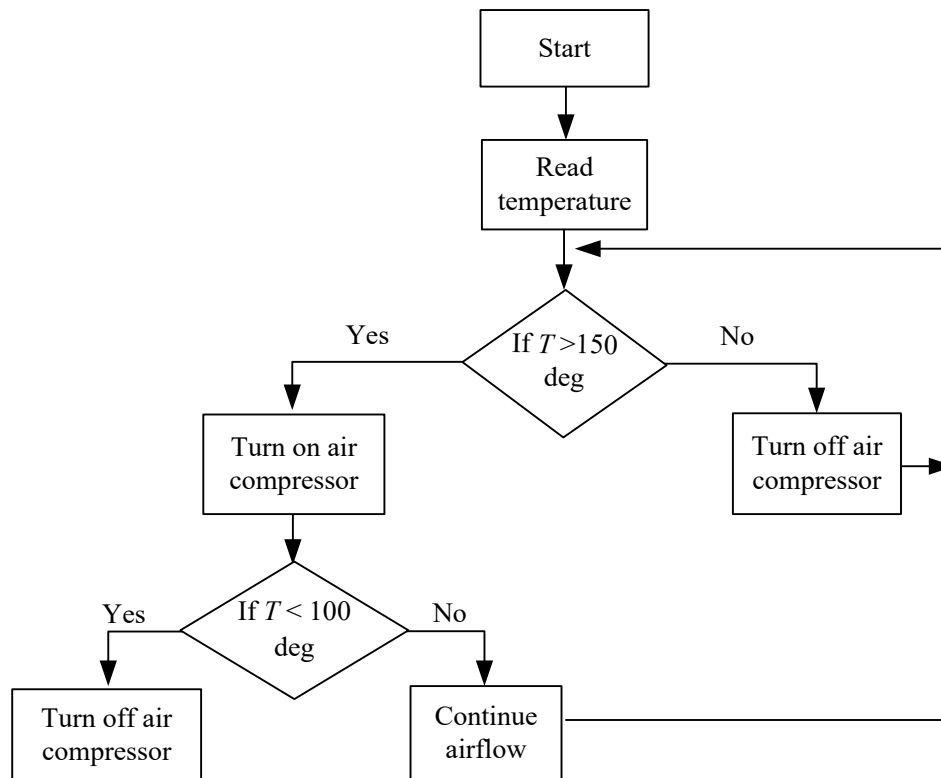 Start
Read
temperature
If T >150
deg
Yes
No
Turn on air
compressor
Turn off air
compressor
If T < 100
deg
Yes
No
Turn off air
compressor
Continue
airflow